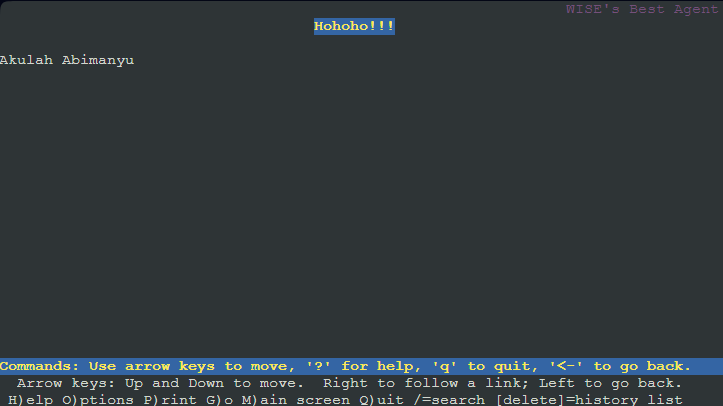 WISE's Best Agent
Hohoho!!!
Akulah Abimanyu
Commands: Use arrow keys to move, '?' for help, 'q' to quit, '<-' to go back.
Arrow keys: Up and Down to move.  Right to follow a link; Left to go back.
H)elp O)ptions P)rint G)o M)ain screen Q)uit /=search [delete]=history list